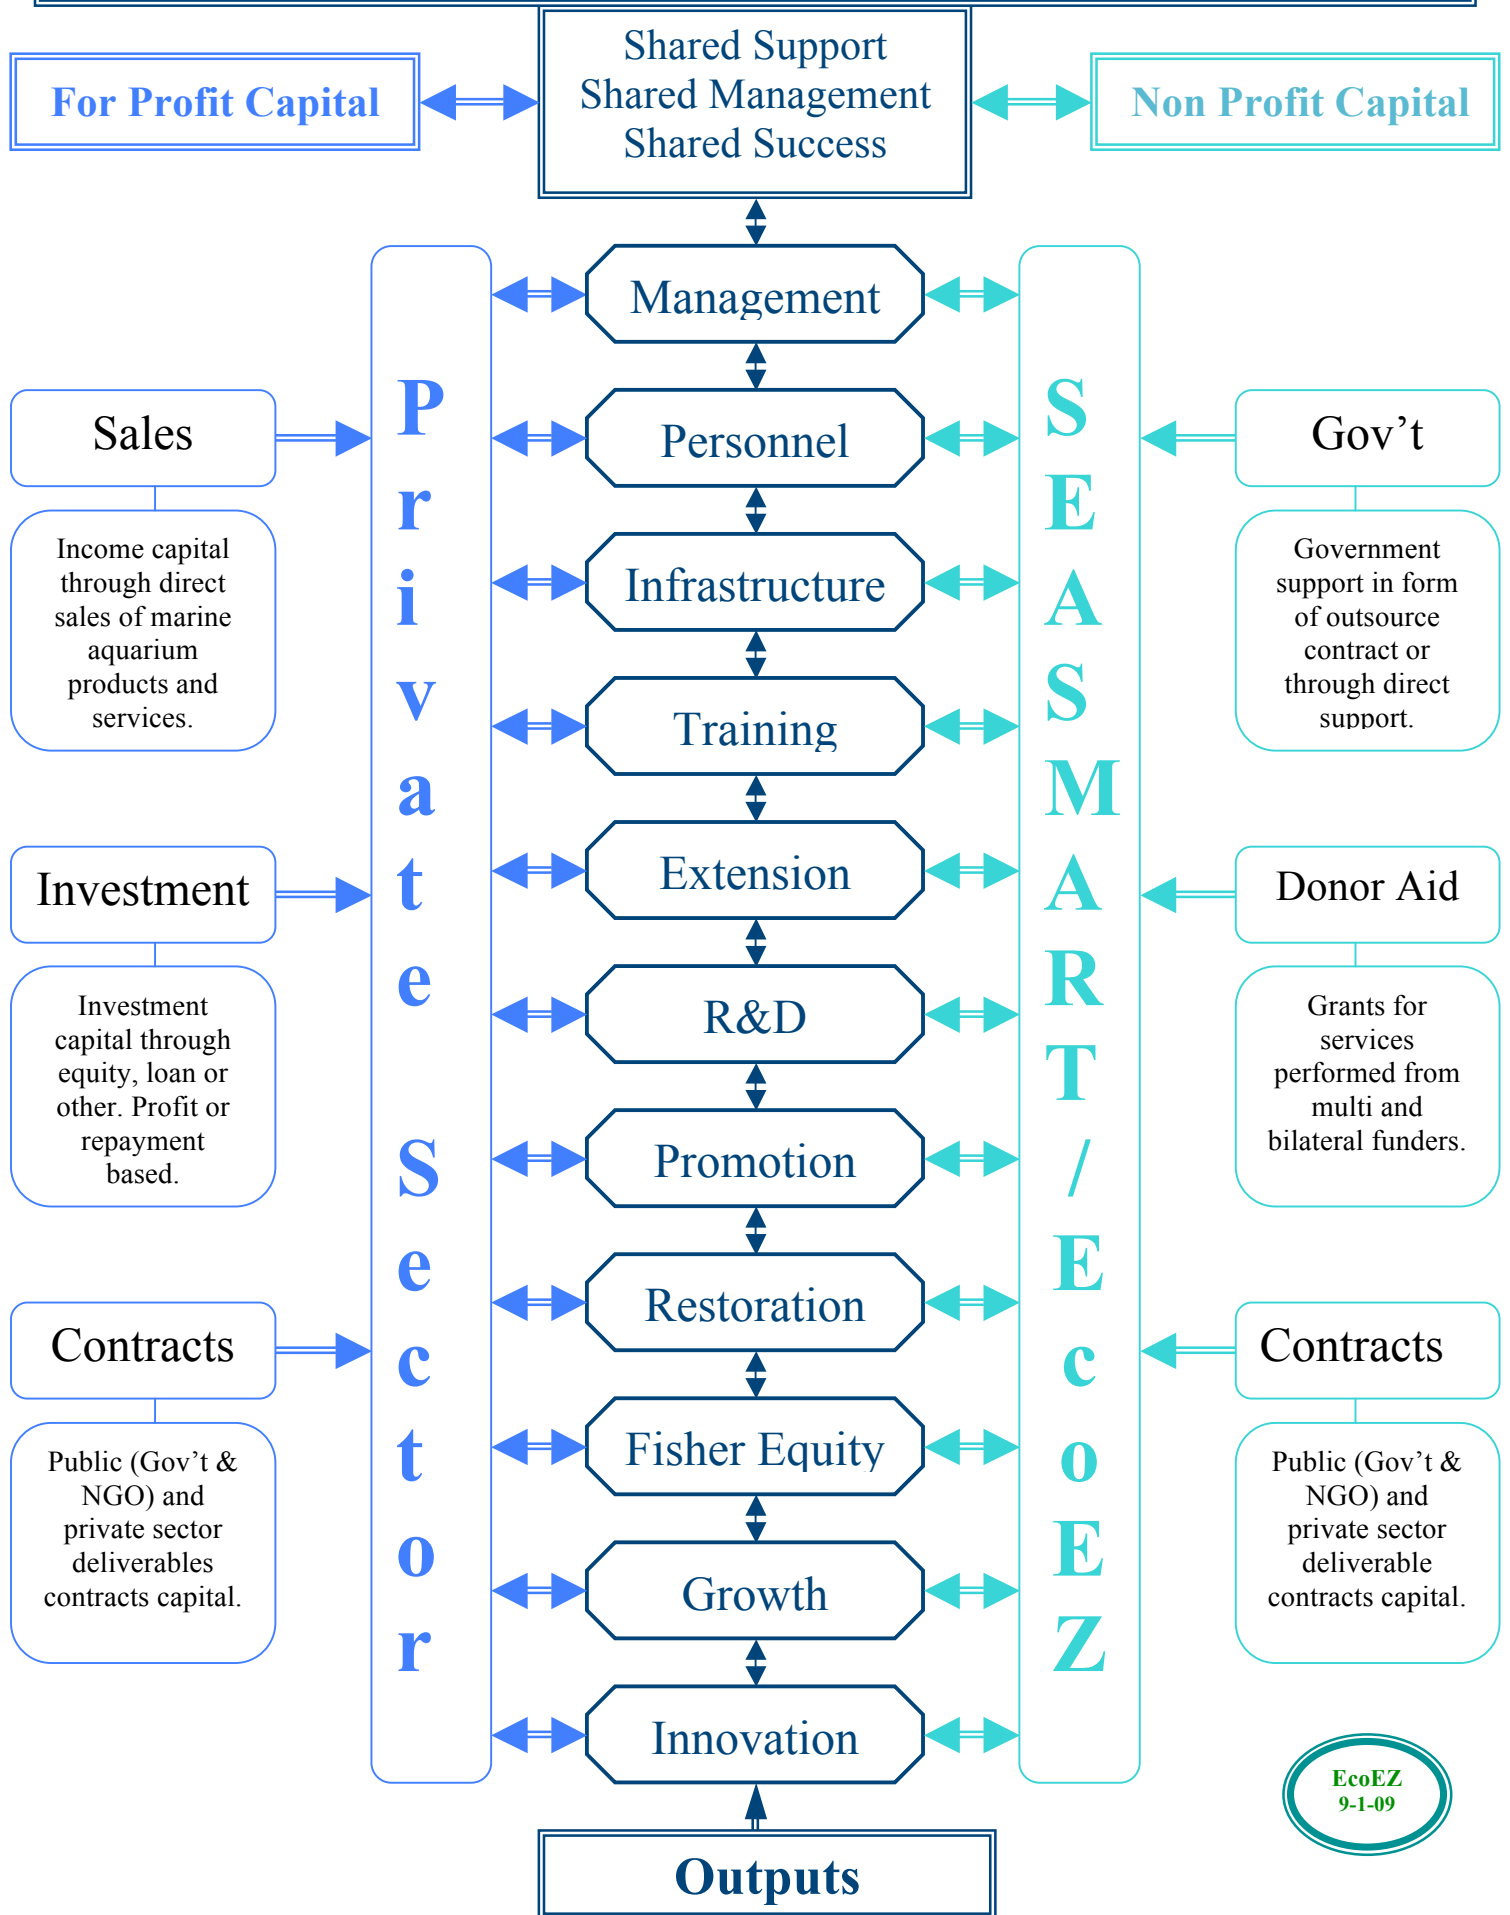 Shared Support
Shared Management
Shared Success
For Profit Capital
Non Profit Capital
Private Sector
SEASMART/EcoEZ
Management
Personnel
Infrastructure
Training
Extension
R&D
Promotion
Restoration
Fisher Equity
Growth
Innovation
Sales
Income capital
through direct
sales of marine
aquarium
products and
services.
Investment
Investment
capital through
equity, loan or
other. Profit or
repayment
based.
Contracts
Public (Gov’t &
NGO) and
private sector
deliverables
contracts capital.
Gov’t
Government
support in form
of outsource
contract or
through direct
support.
Donor Aid
Grants for
services
performed from
multi and
bilateral funders.
Contracts
Public (Gov’t &
NGO) and
private sector
deliverable
contracts capital.
EcoEZ
9-1-09
Outputs